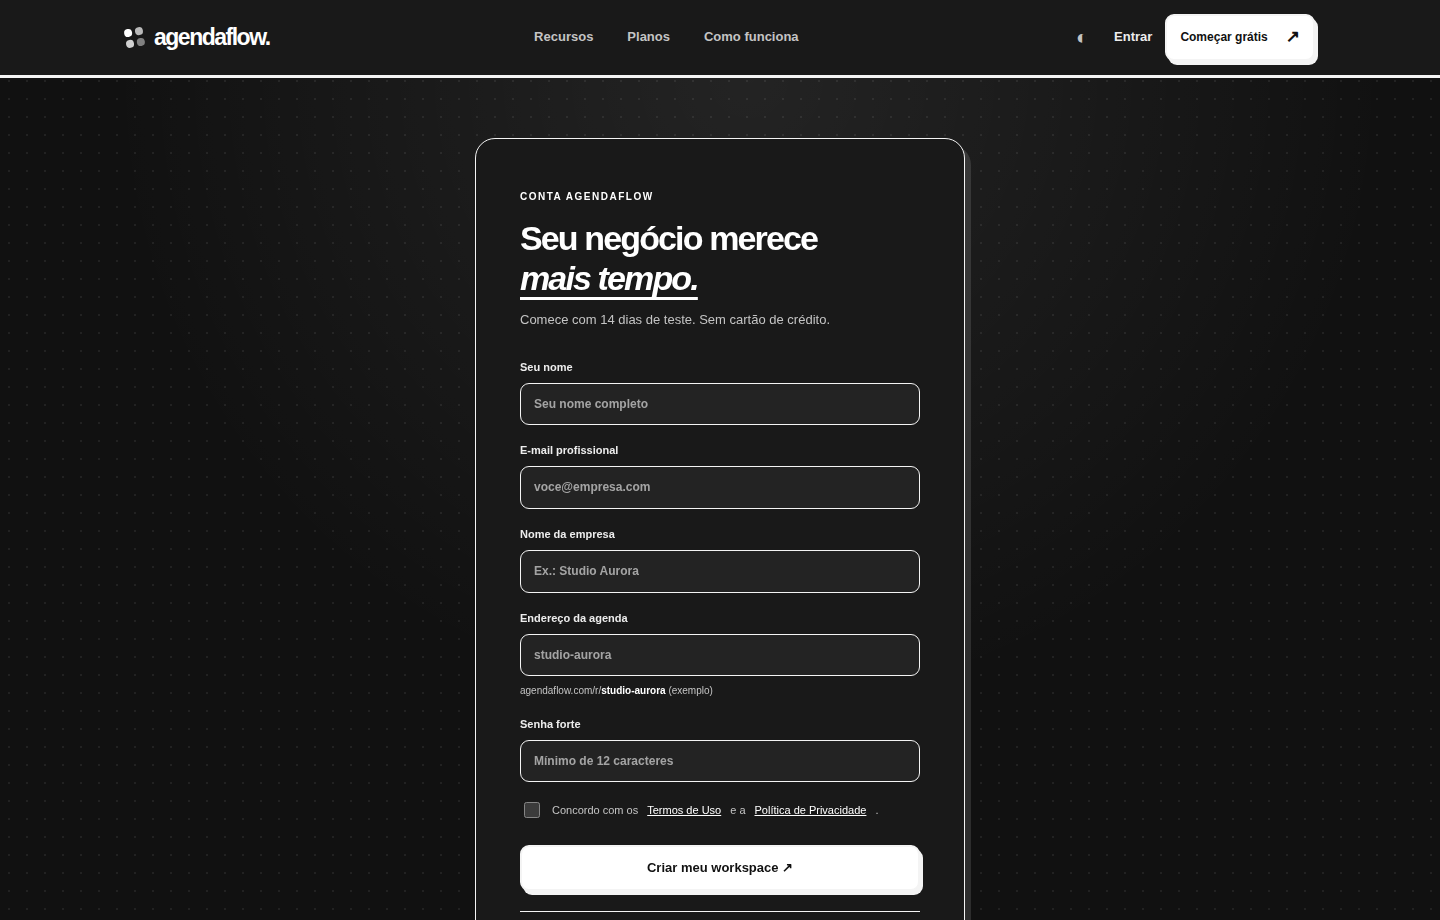 agendaflow.
Recursos
Planos
Como funciona
Entrar
Começar grátis ↗
CONTA AGENDAFLOW
Seu negócio merece
mais tempo.
Comece com 14 dias de teste. Sem cartão de crédito.
Seu nome
Seu nome completo
E-mail profissional
voce@empresa.com
Nome da empresa
Ex.: Studio Aurora
Endereço da agenda
studio-aurora
agendaflow.com/r/studio-aurora (exemplo)
Senha forte
Mínimo de 12 caracteres
Concordo com os Termos de Uso e a Política de Privacidade .
Criar meu workspace ↗